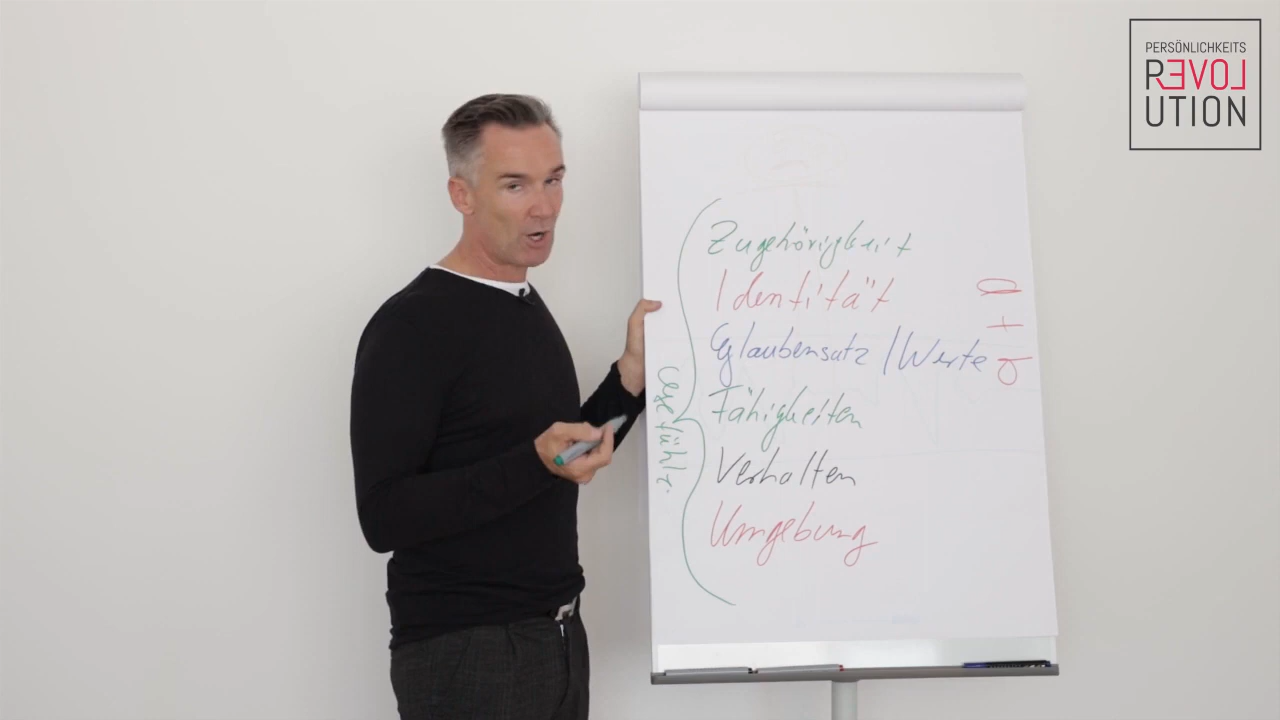 PERSÖNLICHKEITS
REVOL
UTION
Zugehörigkeit
Identität
Glaubensatz / Werte
Fähigkeiten
Verhalten
Umgebung
Gefühle